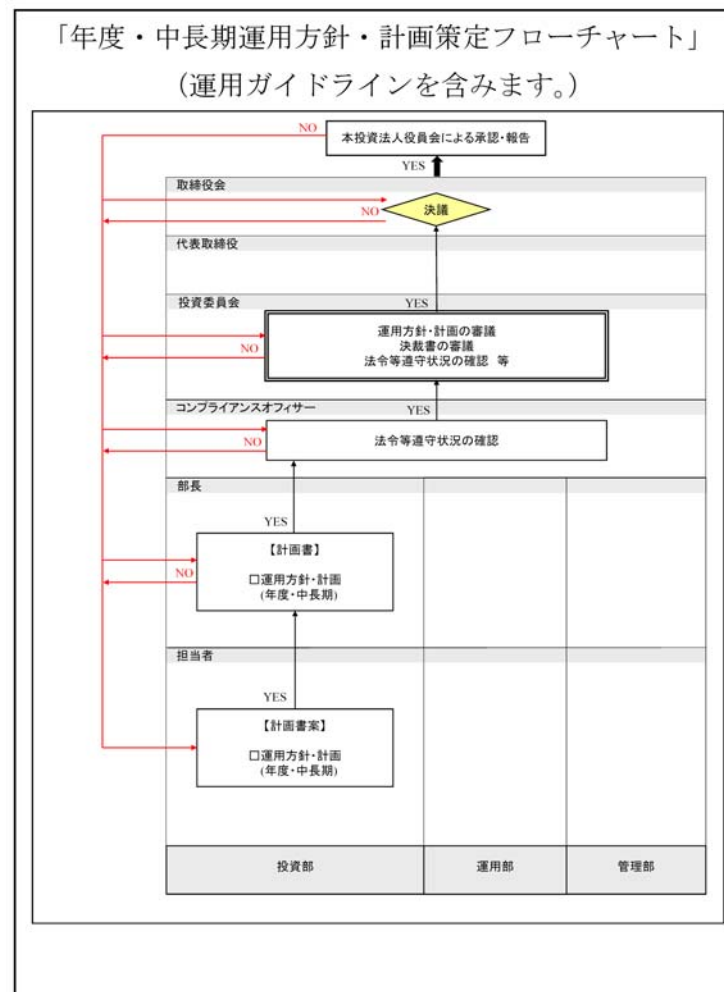 「年度・中長期運用方針・計画策定フローチャート」
（運用ガイドラインを含みます。）
NO
本投資法人役員会による承認・報告
YES
取締役会
NO
決議
代表取締役
投資委員会
YES
運用方針・計画の審議
決裁書の審議
法令等遵守状況の確認 等
NO
コンプライアンスオフィサー
YES
法令等遵守状況の確認
NO
部長
YES
【計画書】
□運用方針・計画
(年度・中長期)
NO
担当者
YES
【計画書案】
□運用方針・計画
(年度・中長期)
投資部
運用部
管理部